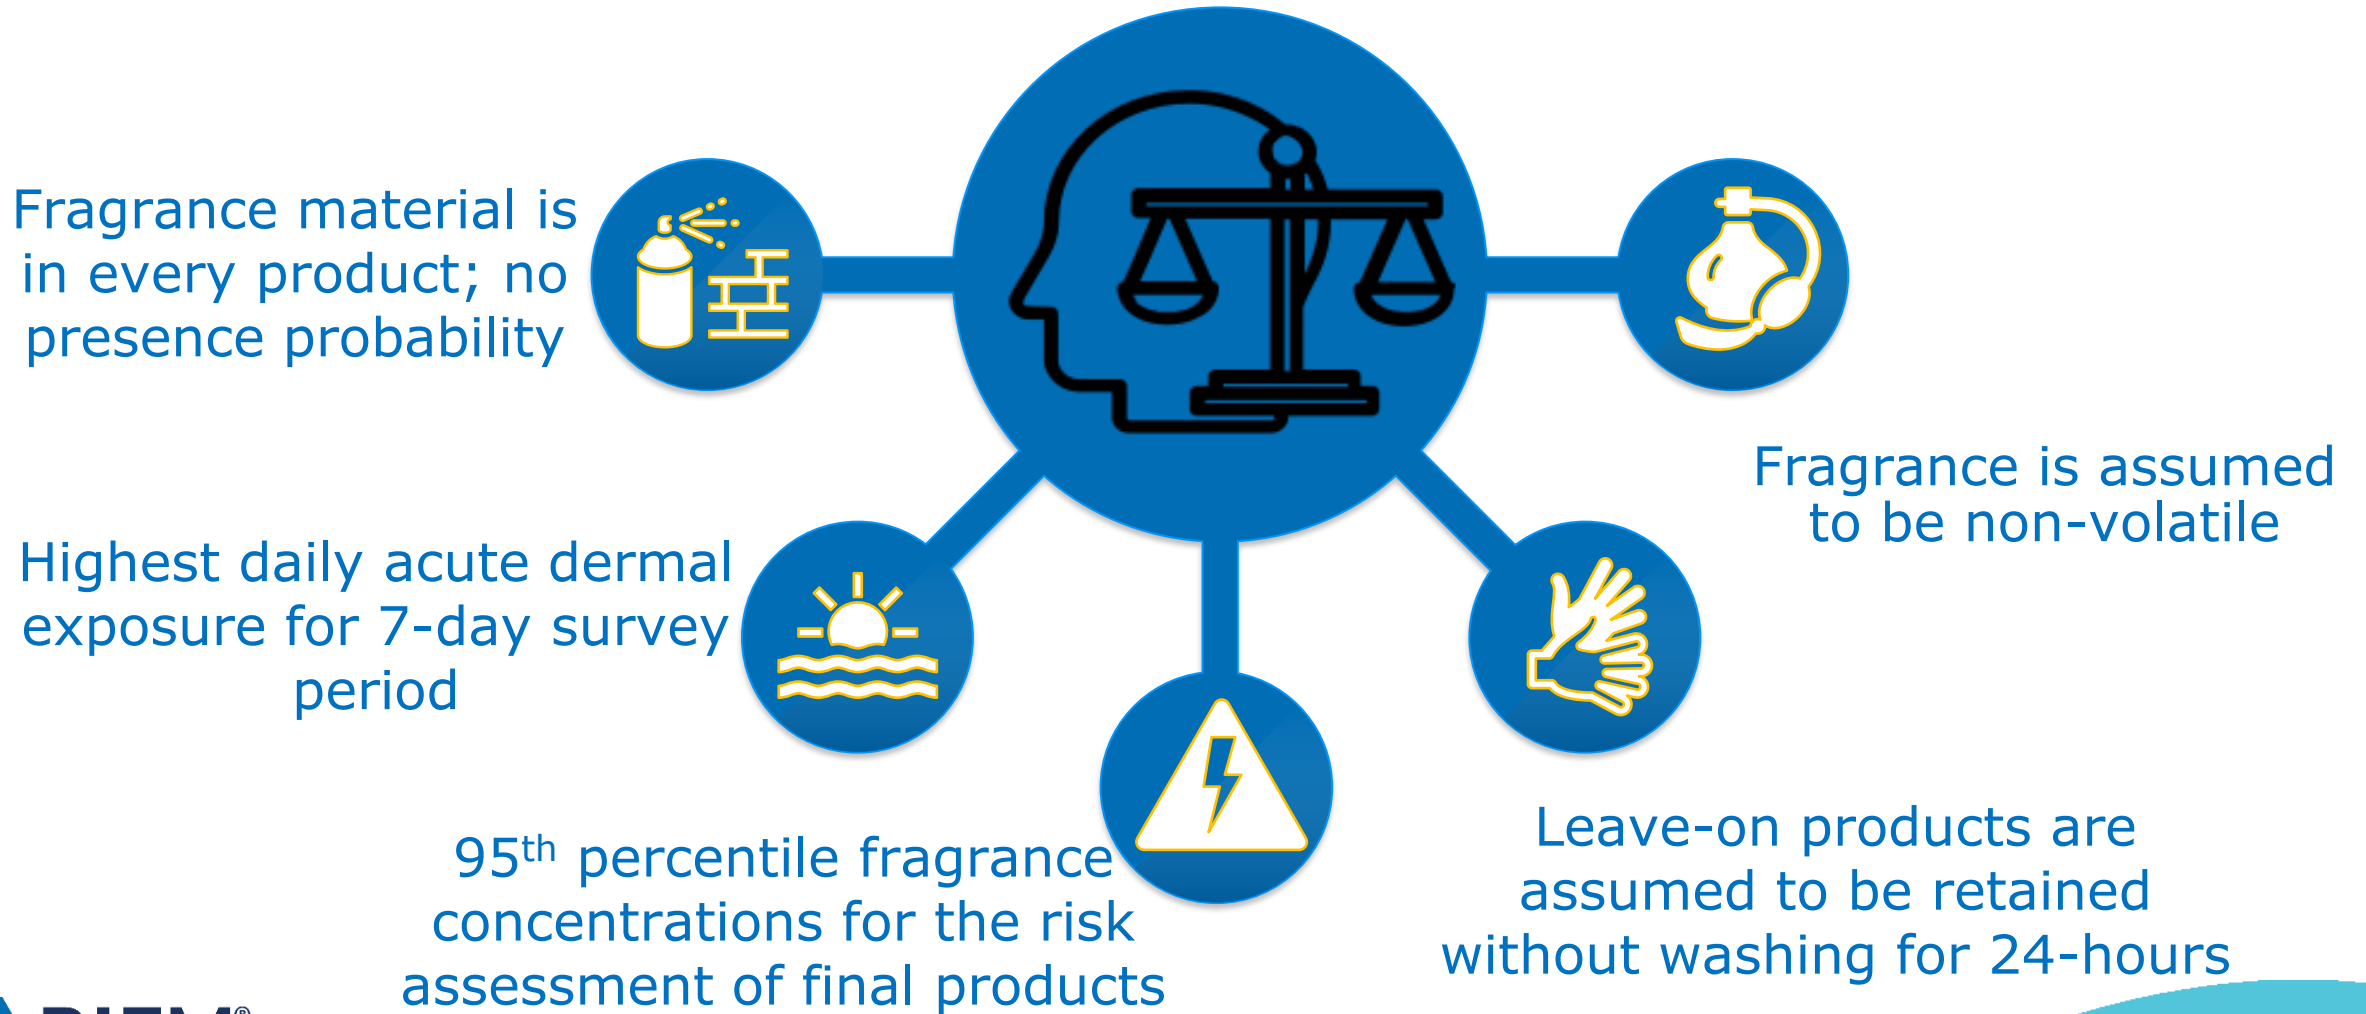 Fragrance material is
in every product; no
presence probability
Highest daily acute dermal
exposure for 7-day survey
period
95th percentile fragrance
concentrations for the risk
assessment of final products
Leave-on products are
assumed to be retained
without washing for 24-hours
Fragrance is assumed
to be non-volatile